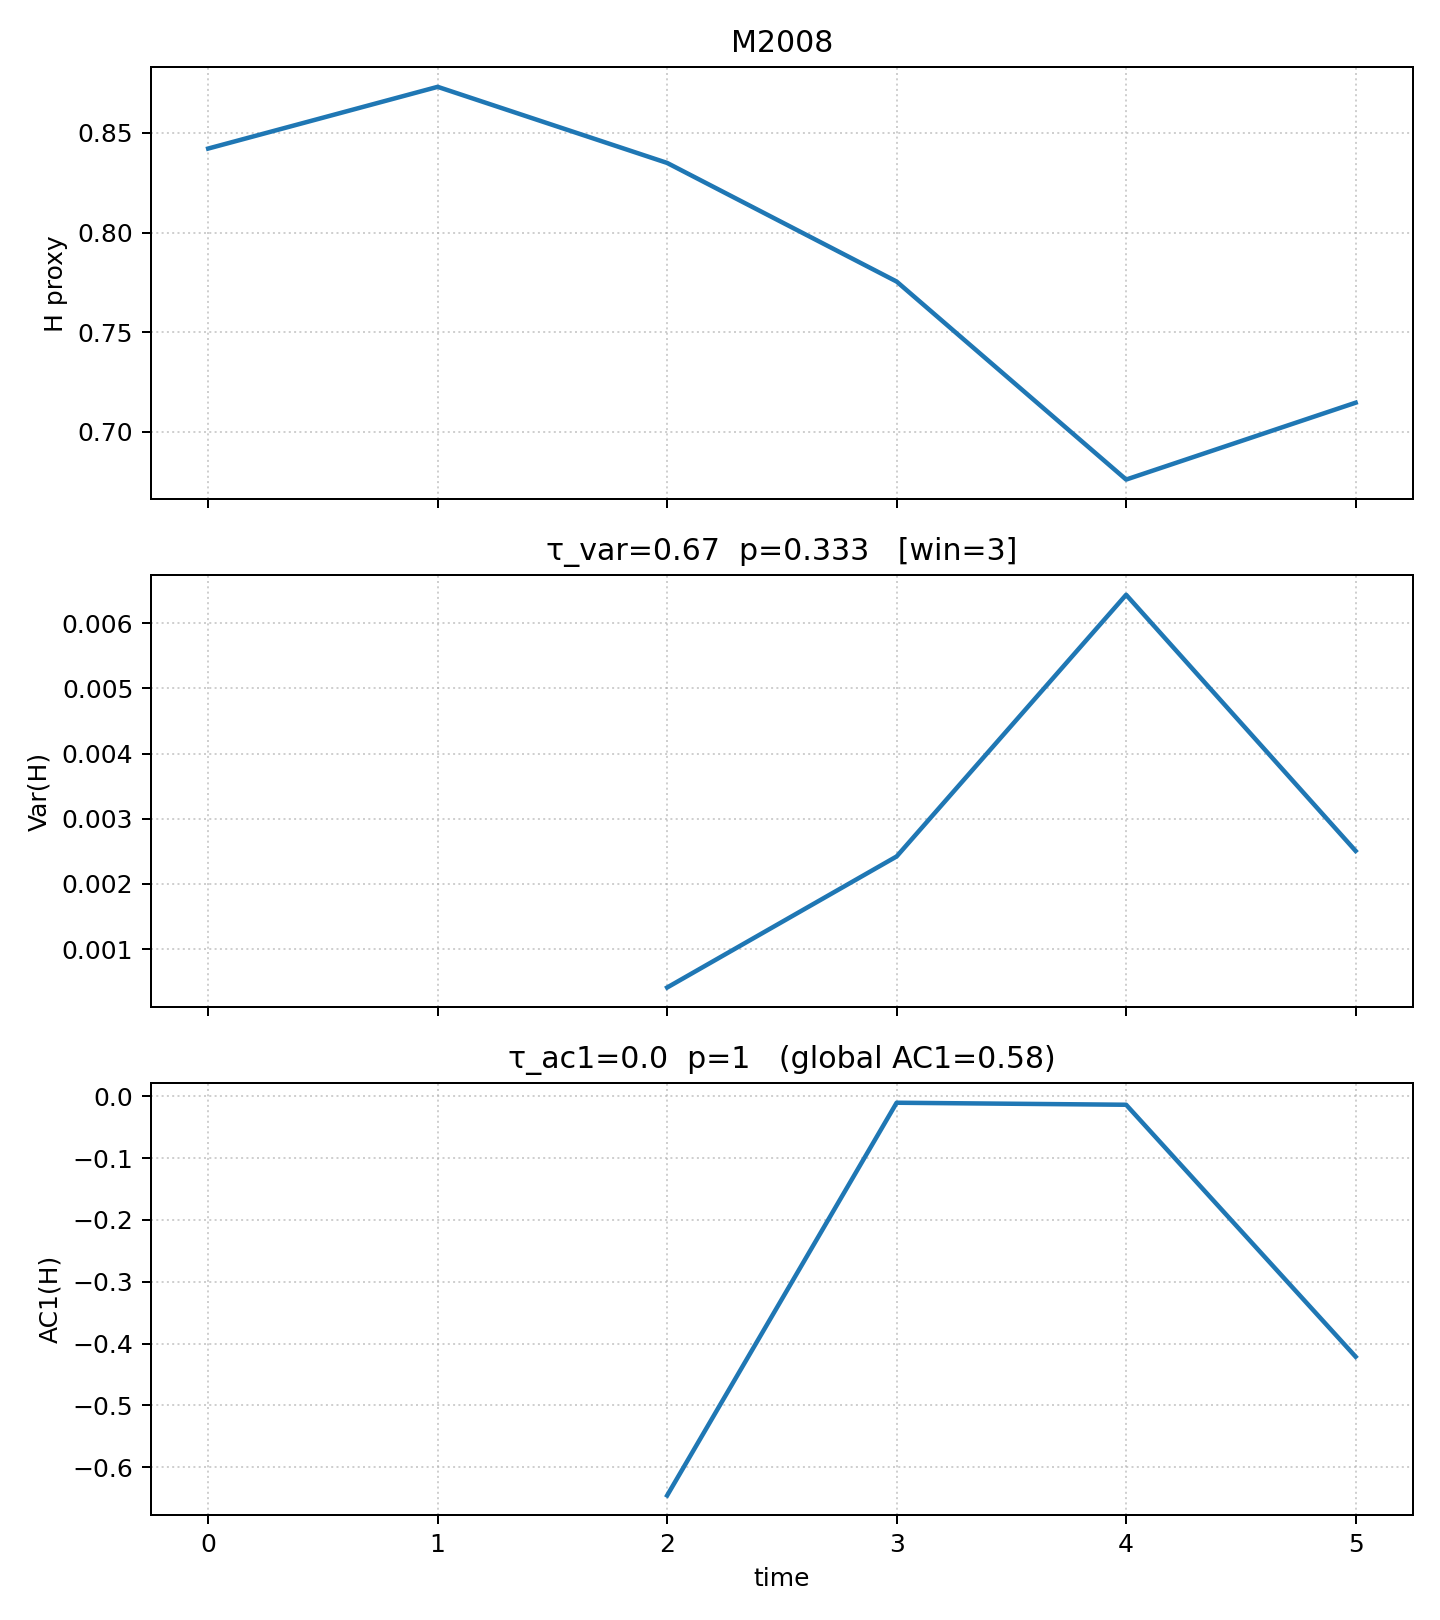 M2008
H proxy
0.85
0.80
0.75
0.70
τ_var=0.67  p=0.333   [win=3]
Var(H)
0.006
0.005
0.004
0.003
0.002
0.001
τ_ac1=0.0  p=1   (global AC1=0.58)
AC1(H)
0.0
−0.1
−0.2
−0.3
−0.4
−0.5
−0.6
0 1 2 3 4 5
time